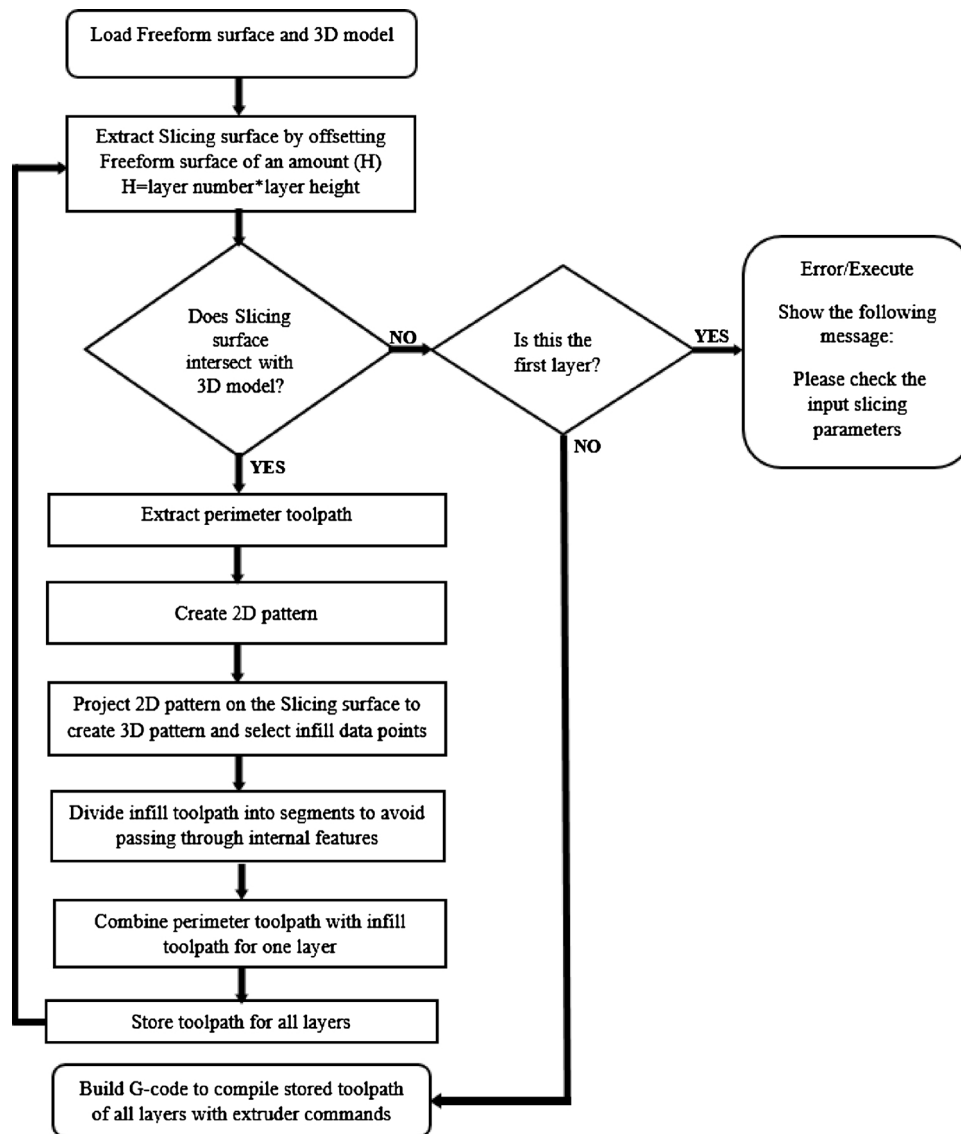 Load Freeform surface and 3D model
Extract Slicing surface by offsetting
Freeform surface of an amount (H)
H=layer number*layer height
Does Slicing
surface
intersect with
3D model?
NO
Is this the
first layer?
YES
Error/Execute
Show the following
message:
Please check the
input slicing
parameters
NO
YES
Extract perimeter toolpath
Create 2D pattern
Project 2D pattern on the Slicing surface to
create 3D pattern and select infill data points
Divide infill toolpath into segments to avoid
passing through internal features
Combine perimeter toolpath with infill
toolpath for one layer
Store toolpath for all layers
Build G-code to compile stored toolpath
of all layers with extruder commands